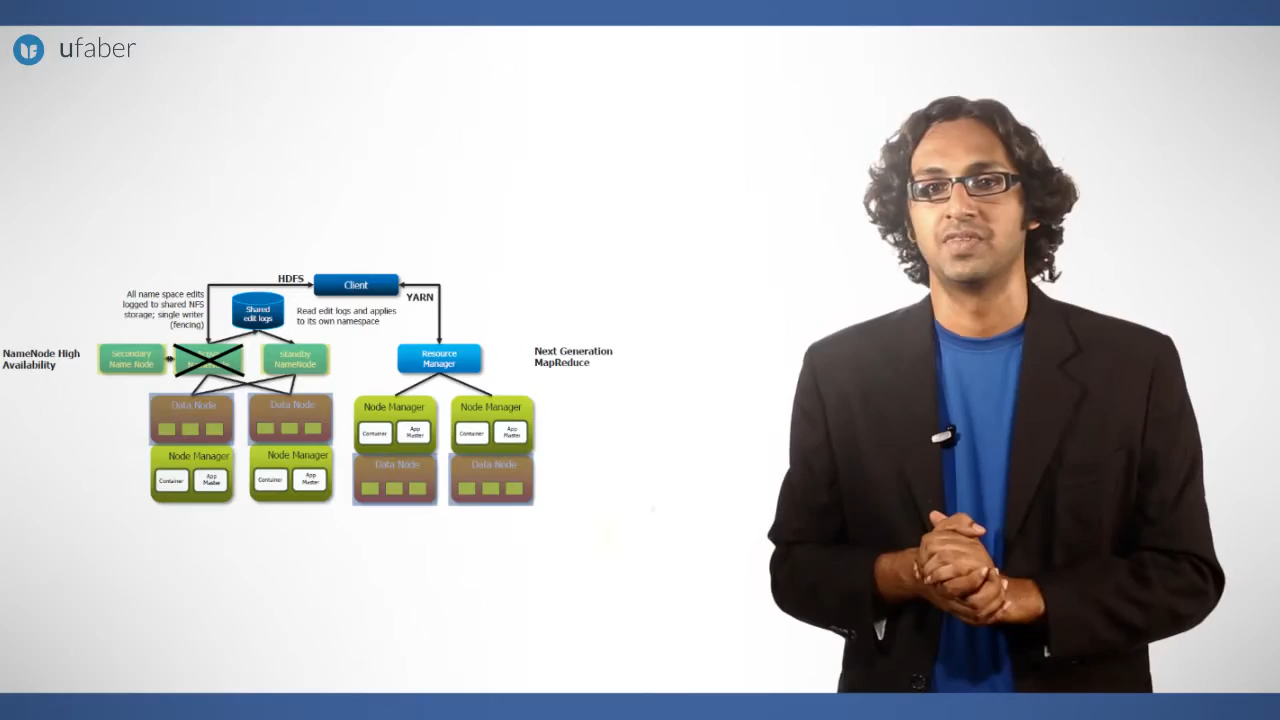 ufaber
HDFS
Client
YARN
All name space edits
logged to shared NFS
storage; single writer
(fencing)
Shared
edit logs
Read edit logs and applies
to its own namespace
NameNode High
Availability
Secondary
Name Node
standby
NameNode
Resource
Manager
Next Generation
MapReduce
Data Node
Data Node
Node Manager
Container
App
Master
Node Manager
Container
App
Master
Node Manager
Container
App
Master
Node Manager
Container
App
Master
Data Node
Data Node